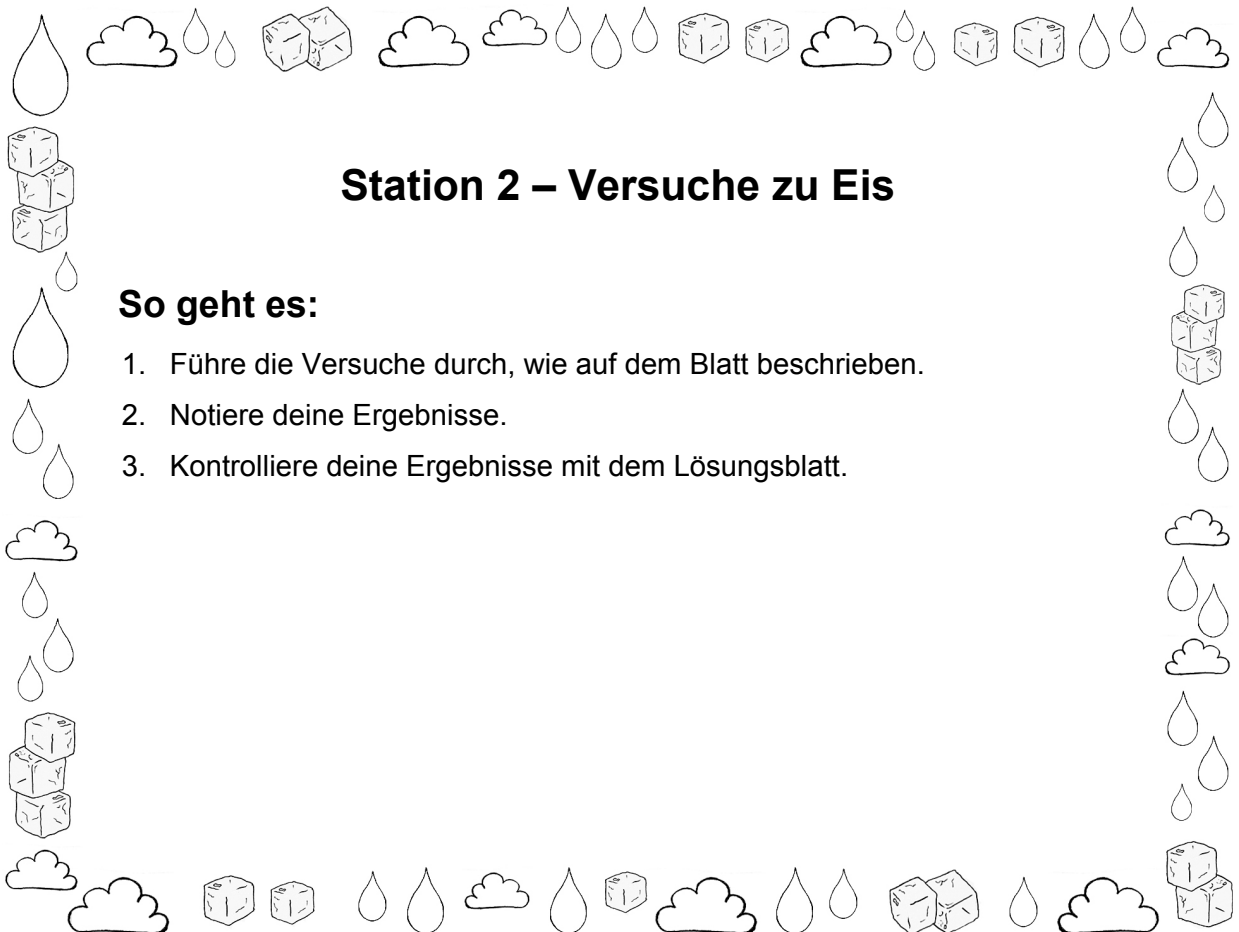 Station 2 – Versuche zu Eis
So geht es:
1. Führe die Versuche durch, wie auf dem Blatt beschrieben.
2. Notiere deine Ergebnisse.
3. Kontrolliere deine Ergebnisse mit dem Lösungsblatt.